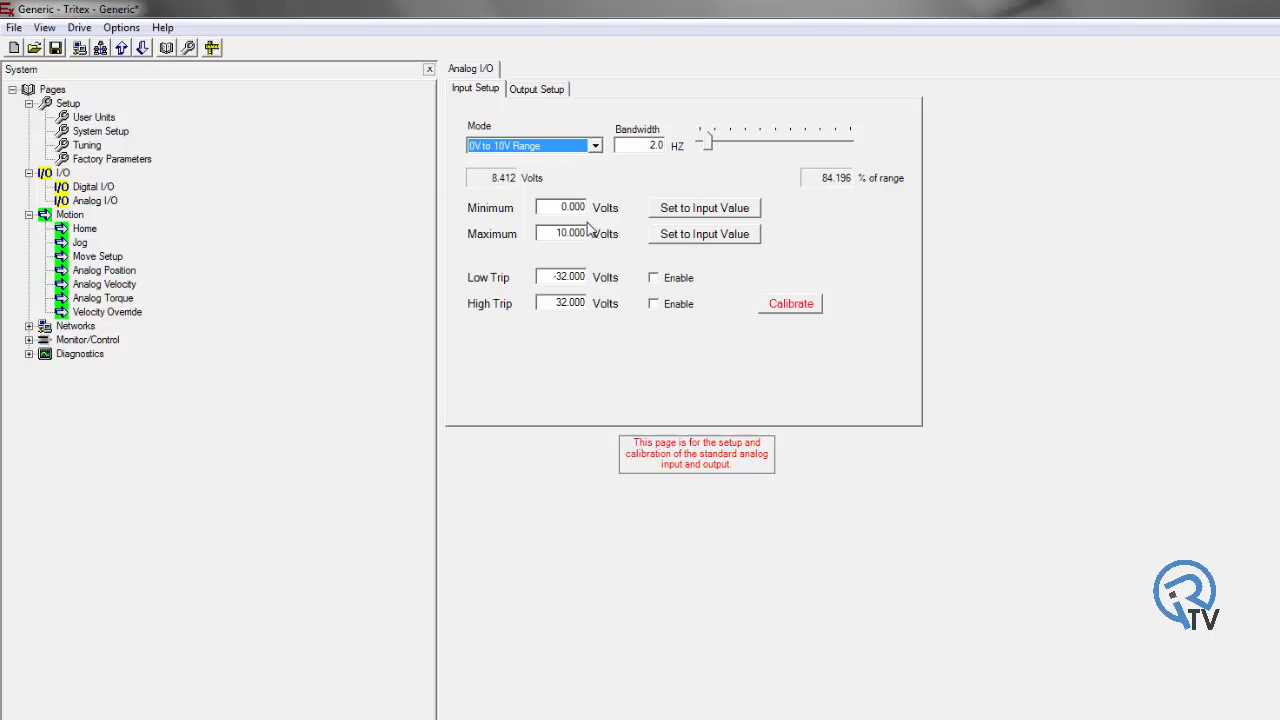 Generic - Tritex - Generic*
File View Drive Options Help
System
Pages
Setup
User Units
System Setup
Tuning
Factory Parameters
I/O I/O
I/O Digital I/O
I/O Analog I/O
Motion
Home
Jog
Move Setup
Analog Position
Analog Velocity
Analog Torque
Velocity Override
Networks
Monitor/Control
Diagnostics
Analog I/O
Input Setup Output Setup
Mode Bandwidth
0V to 10V Range 2.0 HZ
8.412 Volts 84.196 % of range
Minimum 0.000 Volts Set to Input Value
Maximum 10.000 Volts Set to Input Value
Low Trip -32.000 Volts Enable
High Trip 32.000 Volts Enable Calibrate
This page is for the setup and
calibration of the standard analog
input and output.
TV